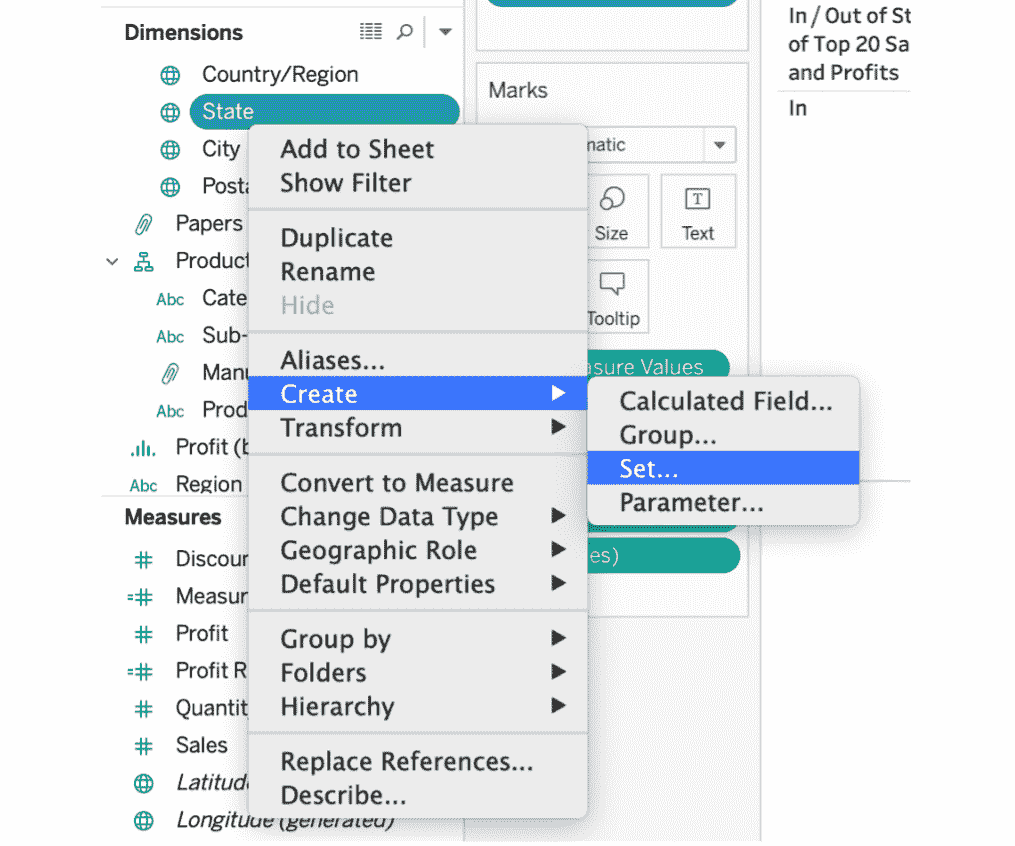 Dimensions
Country/Region
State
City
Posta
Papers
Product
Abc Cate
Abc Sub-
Manu
Abc Prod
Profit (b
Abc Region
Measures
Discour
Measur
Profit
Profit R
Quantit
Sales
Latitude
Longitude (generated)
Add to Sheet
Show Filter
Duplicate
Rename
Hide
Aliases...
Create
Transform
Convert to Measure
Change Data Type
Geographic Role
Default Properties
Group by
Folders
Hierarchy
Replace References...
Describe...
Calculated Field...
Group...
Set...
Parameter...
Marks
matic
Size
T
Text
Tooltip
asure Values
es)
In / Out of St
of Top 20 Sa
and Profits
In